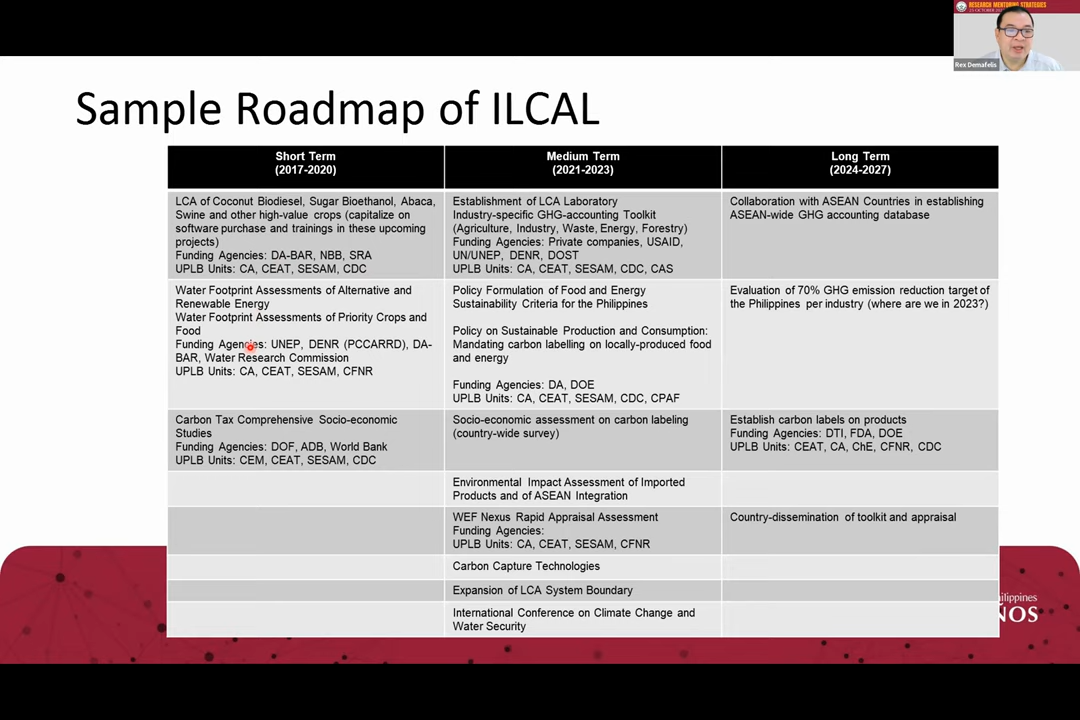 RESEARCH MENTORING STRATEGIES
Rex Demafelis
Sample Roadmap of ILCAL
Short Term
(2017-2020)
Medium Term
(2021-2023)
Long Term
(2024-2027)
LCA of Coconut Biodiesel, Sugar Bioethanol, Abaca,
Swine and other high-value crops (capitalize on
software purchase and trainings in these upcoming
projects)
Funding Agencies: DA-BAR, NBB, SRA
UPLB Units: CA, CEAT, SESAM, CDC
Establishment of LCA Laboratory
Industry-specific GHG-accounting Toolkit
(Agriculture, Industry, Waste, Energy, Forestry)
Funding Agencies: Private companies, USAID,
UN/UNEP, DENR, DOST
UPLB Units: CA, CEAT, SESAM, CDC, CAS
Collaboration with ASEAN Countries in establishing
ASEAN-wide GHG accounting database
Water Footprint Assessments of Alternative and
Renewable Energy
Water Footprint Assessments of Priority Crops and
Food
Funding Agencies: UNEP, DENR (PCCARRD), DA-
BAR, Water Research Commission
UPLB Units: CA, CEAT, SESAM, CFNR
Policy Formulation of Food and Energy
Sustainability Criteria for the Philippines
Policy on Sustainable Production and Consumption:
Mandating carbon labelling on locally-produced food
and energy
Funding Agencies: DA, DOE
UPLB Units: CA, CEAT, SESAM, CDC, CPAF
Evaluation of 70% GHG emission reduction target of
the Philippines per industry (where are we in 2023?)
Carbon Tax Comprehensive Socio-economic
Studies
Funding Agencies: DOF, ADB, World Bank
UPLB Units: CEM, CEAT, SESAM, CDC
Socio-economic assessment on carbon labeling
(country-wide survey)
Establish carbon labels on products
Funding Agencies: DTI, FDA, DOE
UPLB Units: CEAT, CA, ChE, CFNR, CDC
Environmental Impact Assessment of Imported
Products and of ASEAN Integration
WEF Nexus Rapid Appraisal Assessment
Funding Agencies:
UPLB Units: CA, CEAT, SESAM, CFNR
Country-dissemination of toolkit and appraisal
Carbon Capture Technologies
Expansion of LCA System Boundary
International Conference on Climate Change and
Water Security
ilippines
ÑOS